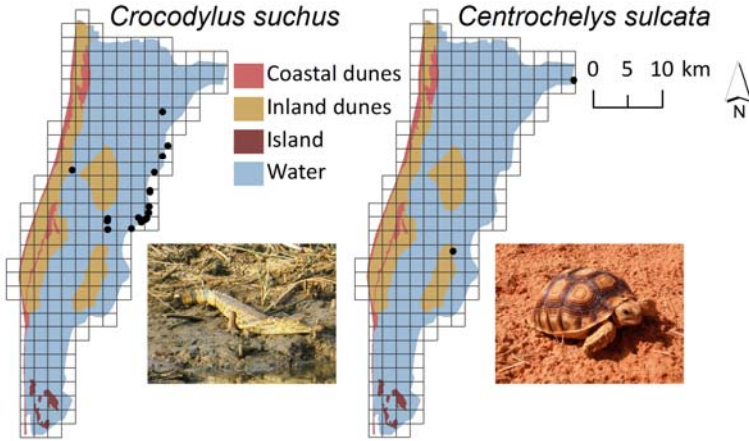 Crocodylus suchus
Centrochelys sulcata
Coastal dunes
Inland dunes
Island
Water
0 5 10 km
N